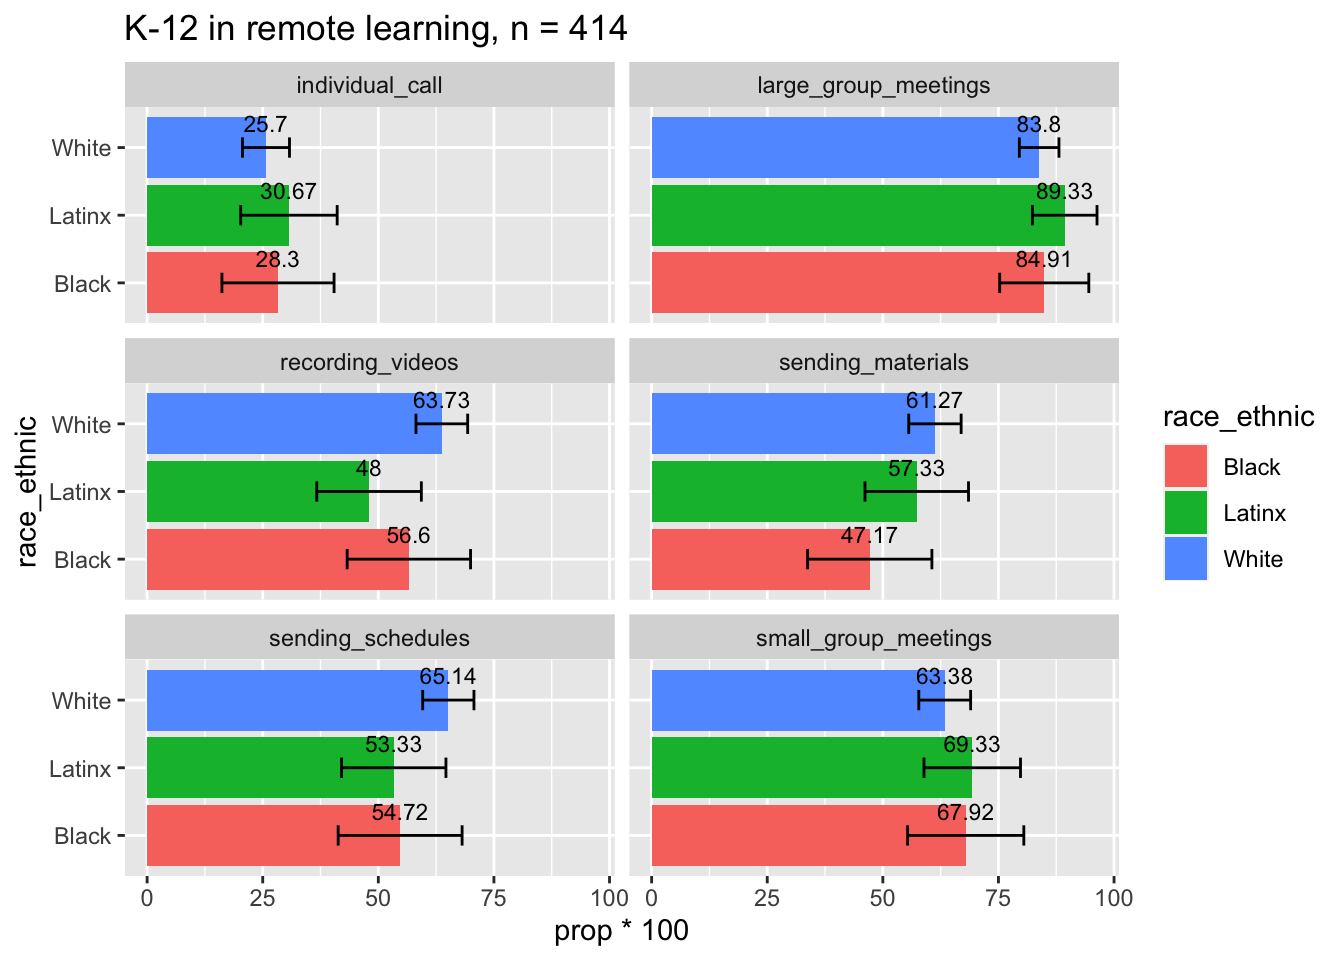 K-12 in remote learning, n = 414
individual_call
large_group_meetings
White
25.7
83.8
Latinx
30.67
89.33
Black
28.3
84.91
recording_videos
sending_materials
White
63.73
61.27
Latinx
48
57.33
Black
56.6
47.17
sending_schedules
small_group_meetings
White
65.14
63.38
Latinx
53.33
69.33
Black
54.72
67.92
0 25 50 75 100
0 25 50 75 100
prop * 100
race_ethnic
race_ethnic
Black
Latinx
White